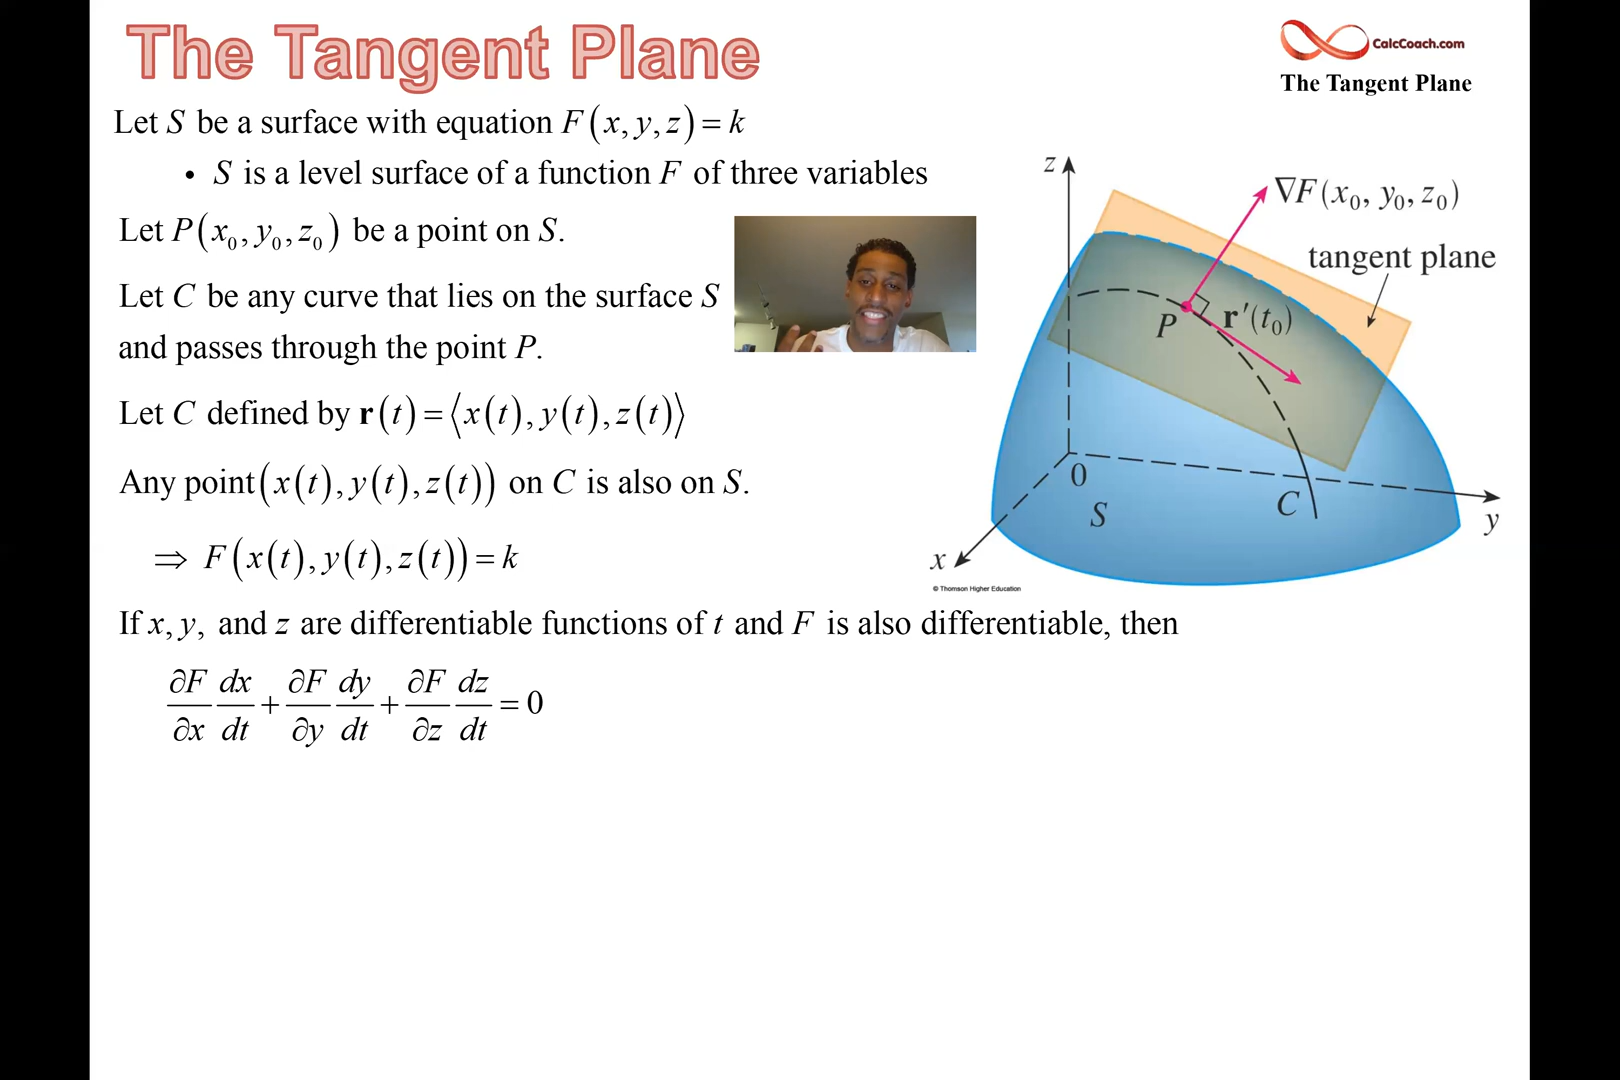 The Tangent Plane
CalcCoach.com
The Tangent Plane
Let S be a surface with equation F(x, y, z) = k
• S is a level surface of a function F of three variables
Let P(x₀, y₀, z₀) be a point on S.
Let C be any curve that lies on the surface S
and passes through the point P.
Let C defined by r(t) = ⟨x(t), y(t), z(t)⟩
Any point (x(t), y(t), z(t)) on C is also on S.
⇒ F(x(t), y(t), z(t)) = k
If x, y, and z are differentiable functions of t and F is also differentiable, then
∂F/∂x dx/dt + ∂F/∂y dy/dt + ∂F/∂z dz/dt = 0
z
∇F(x₀, y₀, z₀)
tangent plane
P
r′(t₀)
0
S
C
y
x
© Thomson Higher Education